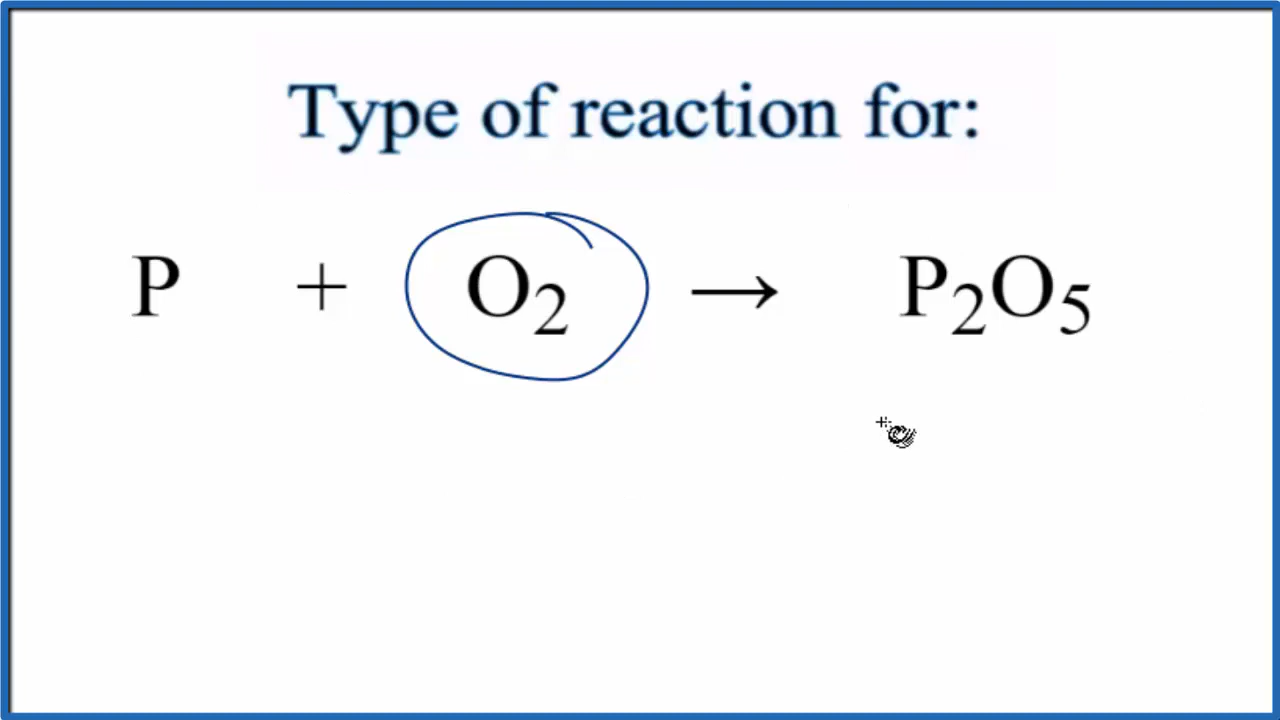 Type of reaction for:
P + O₂ → P₂O₅